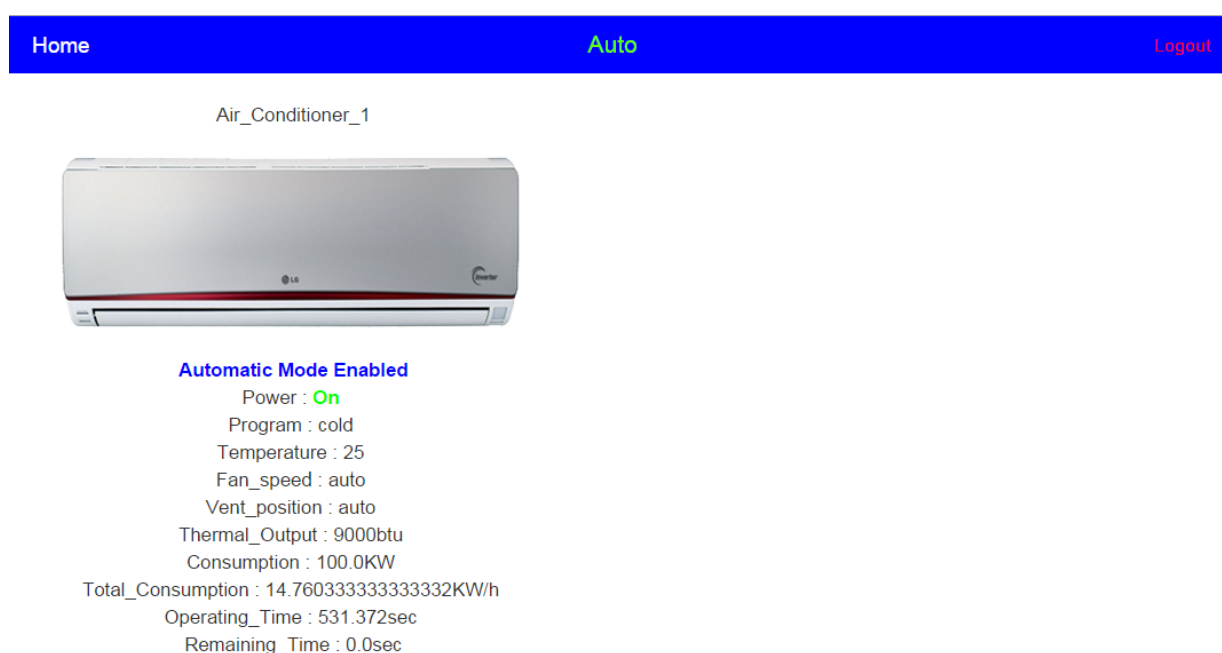 Home Auto Logout
Air_Conditioner_1
LG
Inverter
Automatic Mode Enabled
Power : On
Program : cold
Temperature : 25
Fan_speed : auto
Vent_position : auto
Thermal_Output : 9000btu
Consumption : 100.0KW
Total_Consumption : 14.760333333333332KW/h
Operating_Time : 531.372sec
Remaining_Time : 0.0sec